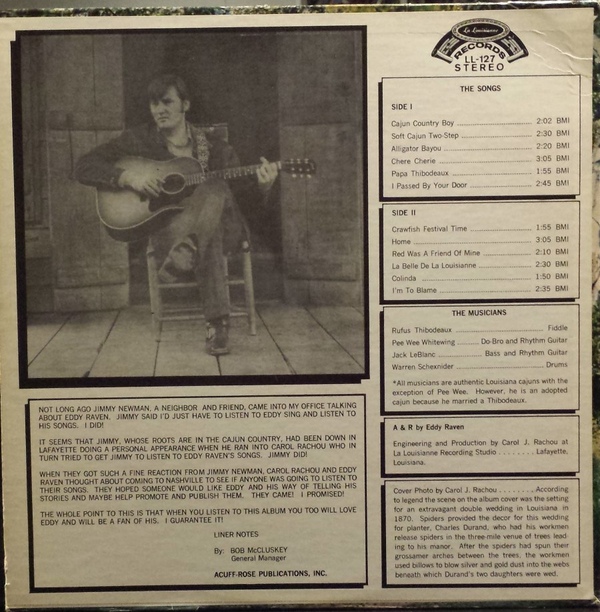 La Louisianne
RECORDS
LL-127
STEREO
THE SONGS
SIDE I
Cajun Country Boy ........ 2:02 BMI
Soft Cajun Two-Step ........ 2:30 BMI
Alligator Bayou ........ 2:20 BMI
Chere Cherie ........ 3:05 BMI
Papa Thibodeaux ........ 1:55 BMI
I Passed By Your Door ........ 2:45 BMI
SIDE II
Crawfish Festival Time ........ 1:55 BMI
Home ........ 3:05 BMI
Red Was A Friend Of Mine ........ 2:10 BMI
La Belle De La Louisianne ........ 2:30 BMI
Colinda ........ 1:50 BMI
I'm To Blame ........ 2:35 BMI
THE MUSICIANS
Rufus Thibodeaux ........ Fiddle
Pee Wee Whitewing ........ Do-Bro and Rhythm Guitar
Jack LeBlanc ........ Bass and Rhythm Guitar
Warren Schexnider ........ Drums
*All musicians are authentic Louisiana cajuns with the
exception of Pee Wee. However, he is an adopted
cajun because he married a Thibodeaux.
A & R by Eddy Raven
Engineering and Production by Carol J. Rachou at
La Louisianne Recording Studio ........ Lafayette,
Louisiana.
Cover Photo by Carol J. Rachou ........ According
to legend the scene on the album cover was the setting
for an extravagant double wedding in Louisiana in
1870. Spiders provided the decor for this wedding
for planter, Charles Durand, who had his workmen
release spiders in the three-mile venue of trees lead-
ing to his manor. After the spiders had spun their
grossamer arches between the trees, the workmen
used billows to blow silver and gold dust into the webs
beneath which Durand's two daughters were wed.
NOT LONG AGO JIMMY NEWMAN, A NEIGHBOR AND FRIEND, CAME INTO MY OFFICE TALKING
ABOUT EDDY RAVEN. JIMMY SAID I'D JUST HAVE TO LISTEN TO EDDY SING AND LISTEN TO
HIS SONGS. I DID!
IT SEEMS THAT JIMMY, WHOSE ROOTS ARE IN THE CAJUN COUNTRY, HAD BEEN DOWN IN
LAFAYETTE DOING A PERSONAL APPEARANCE WHEN HE RAN INTO CAROL RACHOU WHO IN
TURN TRIED TO GET JIMMY TO LISTEN TO EDDY RAVEN'S SONGS. JIMMY DID!
WHEN THEY GOT SUCH A FINE REACTION FROM JIMMY NEWMAN, CAROL RACHOU AND EDDY
RAVEN THOUGHT ABOUT COMING TO NASHVILLE TO SEE IF ANYONE WAS GOING TO LISTEN TO
THEIR SONGS. THEY HOPED SOMEONE WOULD LIKE EDDY AND HIS WAY OF TELLING HIS
STORIES AND MAYBE HELP PROMOTE AND PUBLISH THEM. THEY CAME! I PROMISED!
THE WHOLE POINT TO THIS IS THAT WHEN YOU LISTEN TO THIS ALBUM YOU TOO WILL LOVE
EDDY AND WILL BE A FAN OF HIS. I GUARANTEE IT!
LINER NOTES
By: BOB McCLUSKEY
General Manager
ACUFF-ROSE PUBLICATIONS, INC.